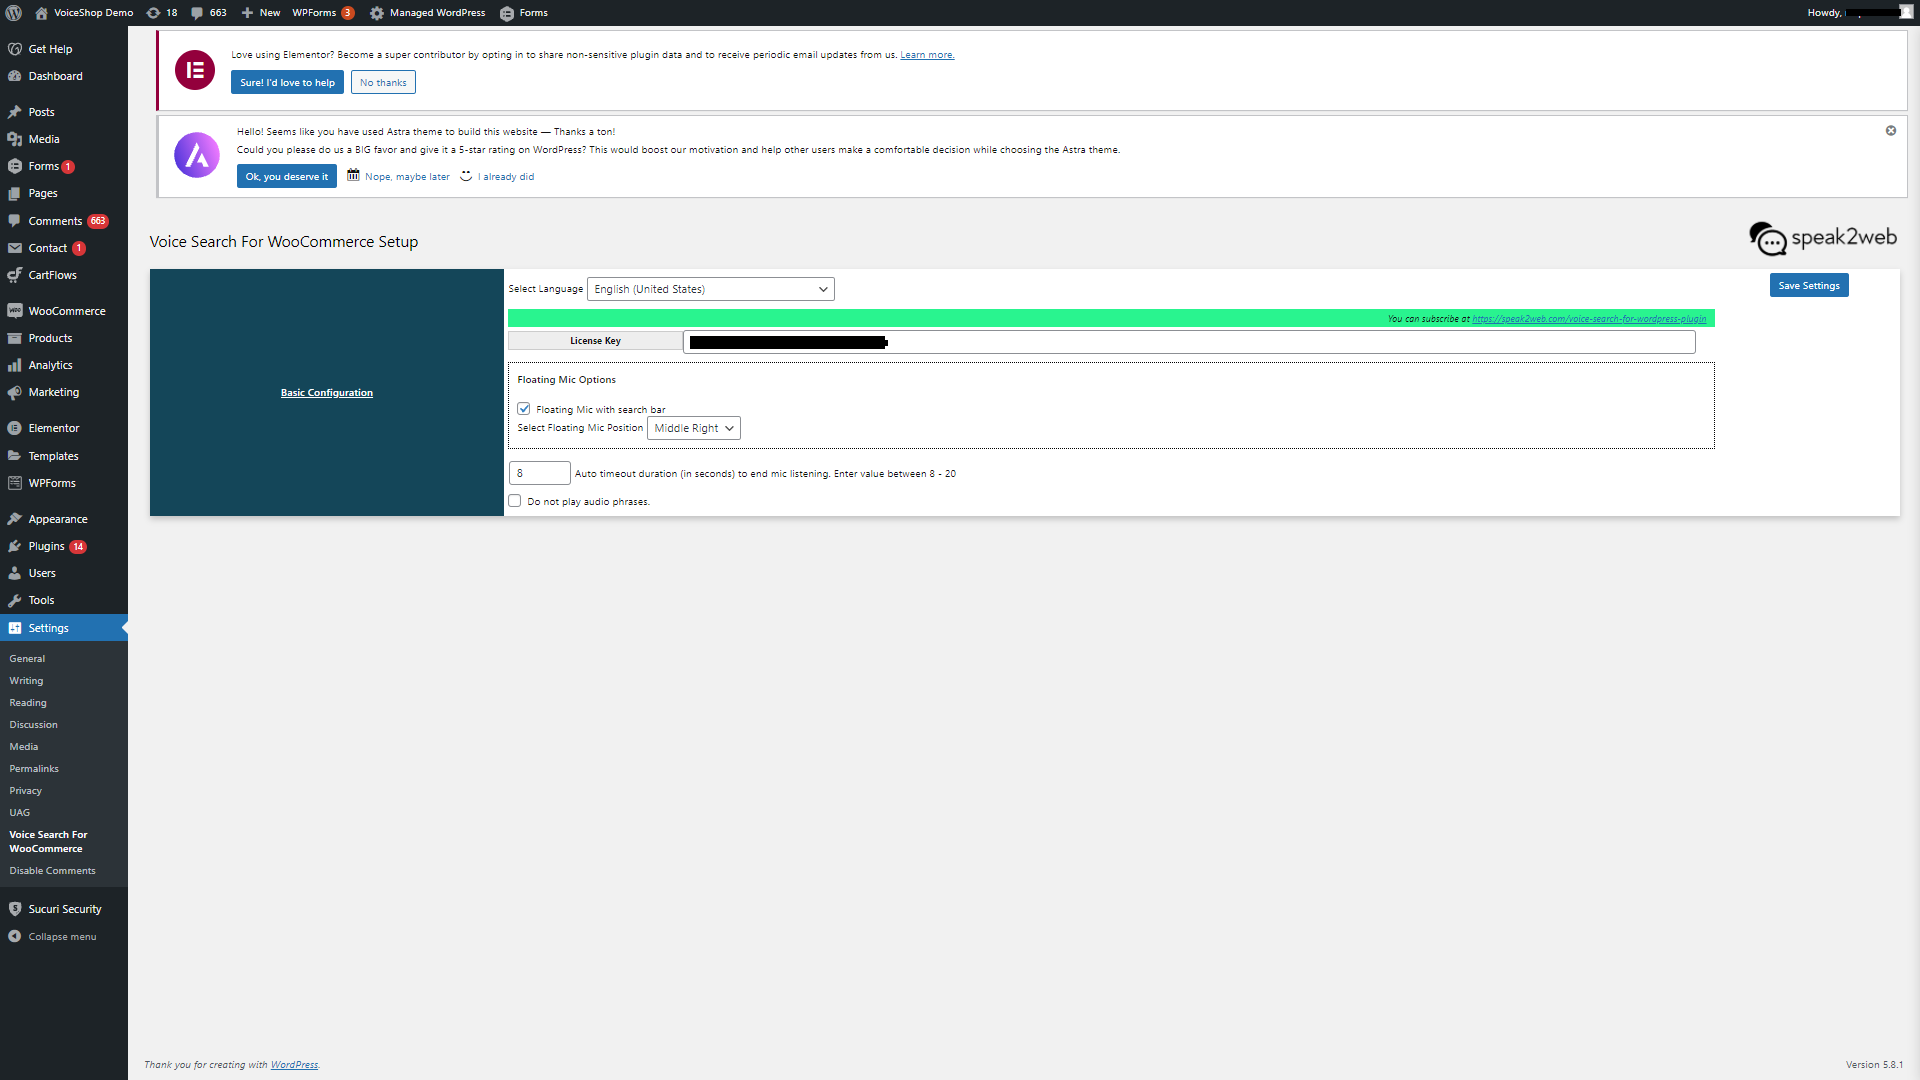 VoiceShop Demo 18 663 New WPForms 3 Managed WordPress Forms
Howdy,
Get Help
Dashboard
Posts
Media
Forms 1
Pages
Comments 663
Contact 1
CartFlows
WooCommerce
Products
Analytics
Marketing
Elementor
Templates
WPForms
Appearance
Plugins 14
Users
Tools
Settings
General
Writing
Reading
Discussion
Media
Permalinks
Privacy
UAG
Voice Search For
WooCommerce
Disable Comments
Sucuri Security
Collapse menu
Love using Elementor? Become a super contributor by opting in to share non-sensitive plugin data and to receive periodic email updates from us. Learn more.
Sure! I'd love to help No thanks
Hello! Seems like you have used Astra theme to build this website — Thanks a ton!
Could you please do us a BIG favor and give it a 5-star rating on WordPress? This would boost our motivation and help other users make a comfortable decision while choosing the Astra theme.
Ok, you deserve it Nope, maybe later I already did
Voice Search For WooCommerce Setup
speak2web
Basic Configuration
Select Language English (United States)
Save Settings
You can subscribe at https://speak2web.com/voice-search-for-wordpress-plugin
License Key
Floating Mic Options
Floating Mic with search bar
Select Floating Mic Position Middle Right
8 Auto timeout duration (in seconds) to end mic listening. Enter value between 8 - 20
Do not play audio phrases.
Thank you for creating with WordPress.
Version 5.8.1